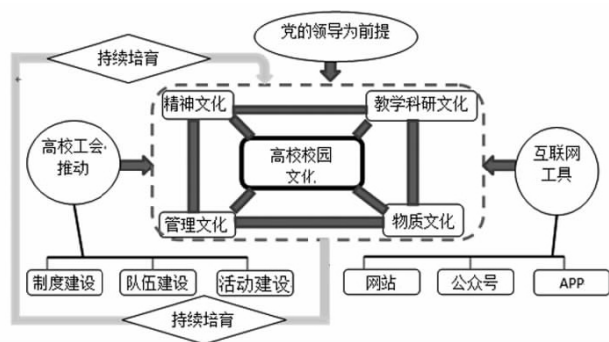 党的领导为前提
持续培育
精神文化
教学科研文化
高校工会
推动
高校校园
文化
互联网
工具
管理文化
物质文化
制度建设
队伍建设
活动建设
网站
公众号
APP
持续培育